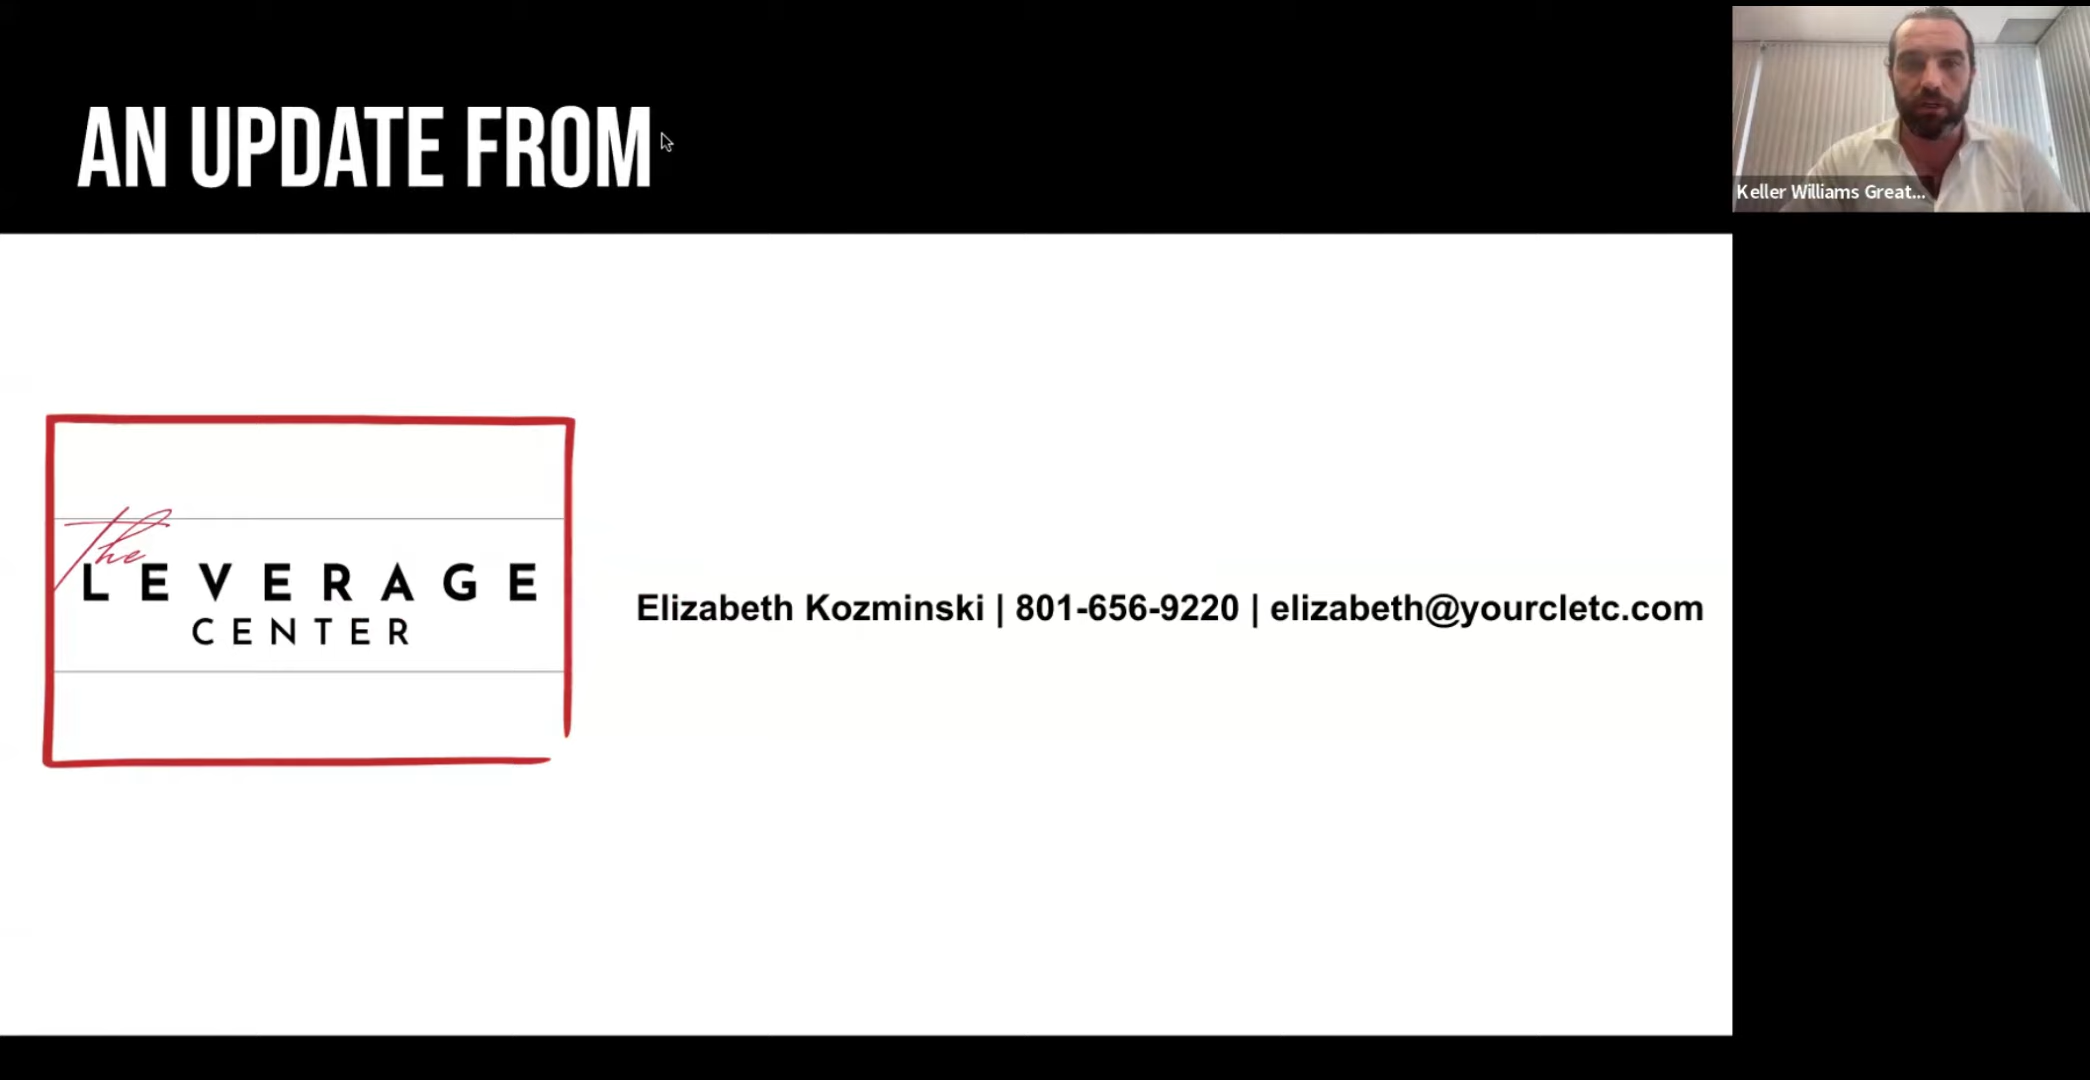 AN UPDATE FROM
Keller Williams Great...
The
LEVERAGE
CENTER
Elizabeth Kozminski | 801-656-9220 | elizabeth@yourcletc.com